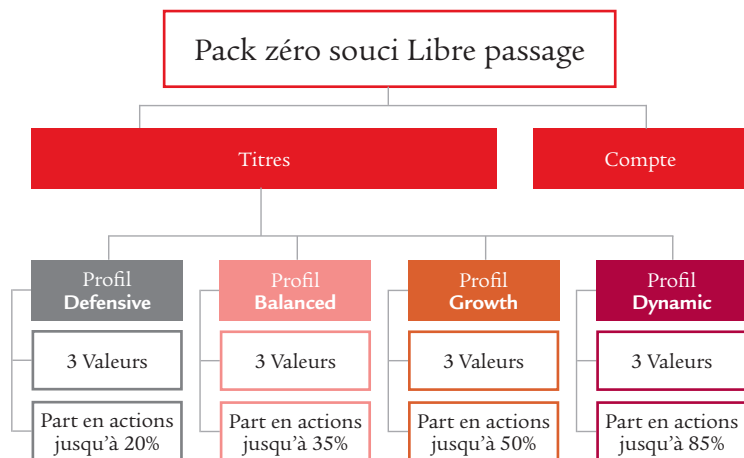 Pack zéro souci Libre passage
Titres
Compte
Profil
Defensive
Profil
Balanced
Profil
Growth
Profil
Dynamic
3 Valeurs
3 Valeurs
3 Valeurs
3 Valeurs
Part en actions
jusqu'à 20%
Part en actions
jusqu'à 35%
Part en actions
jusqu'à 50%
Part en actions
jusqu'à 85%